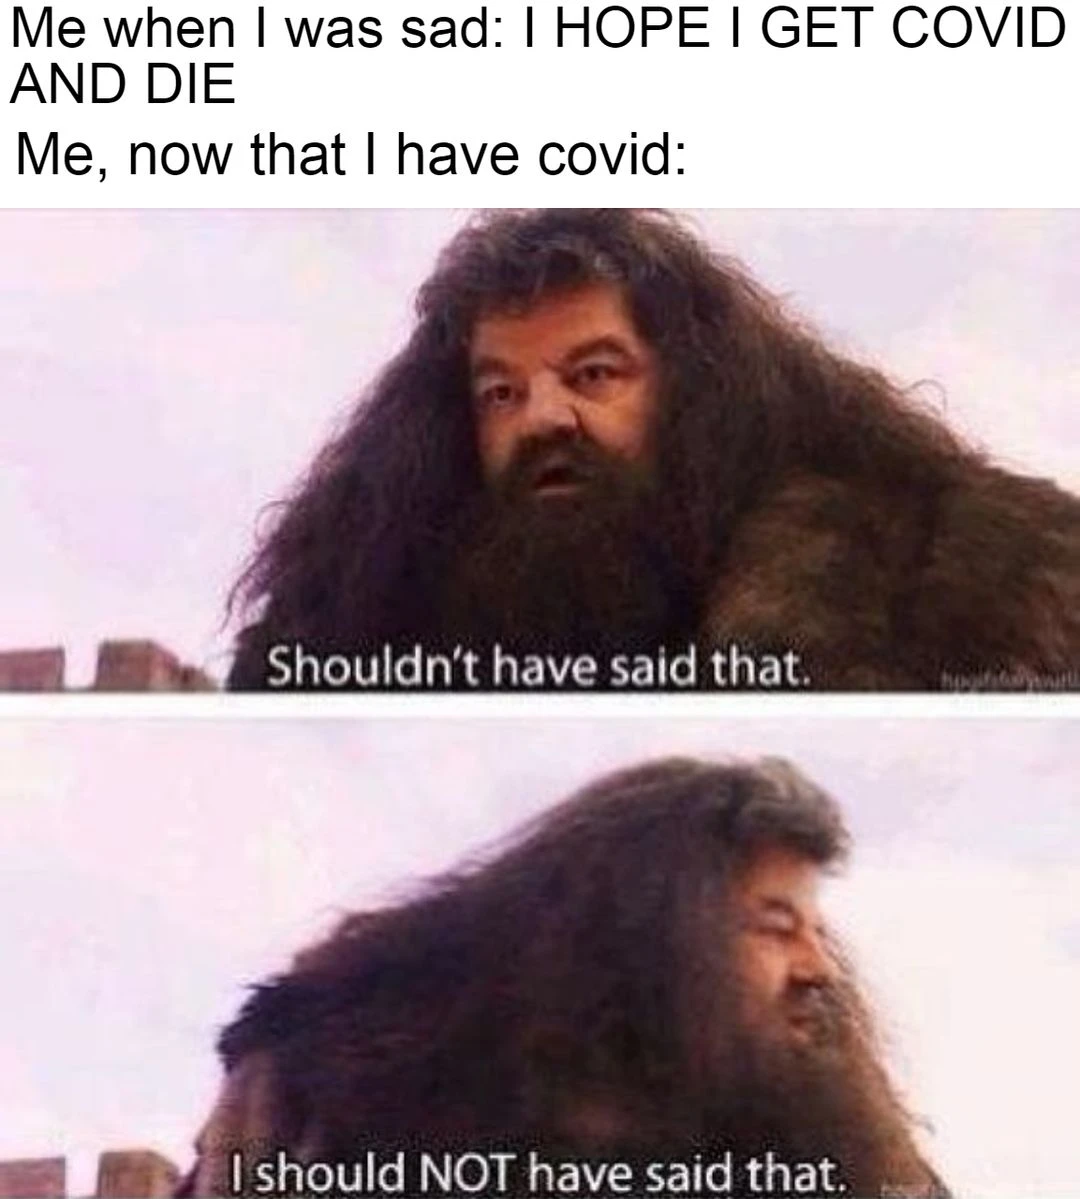 Me when I was sad: I HOPE I GET COVID
AND DIE
Me, now that I have covid:
Shouldn't have said that.
I should NOT have said that.